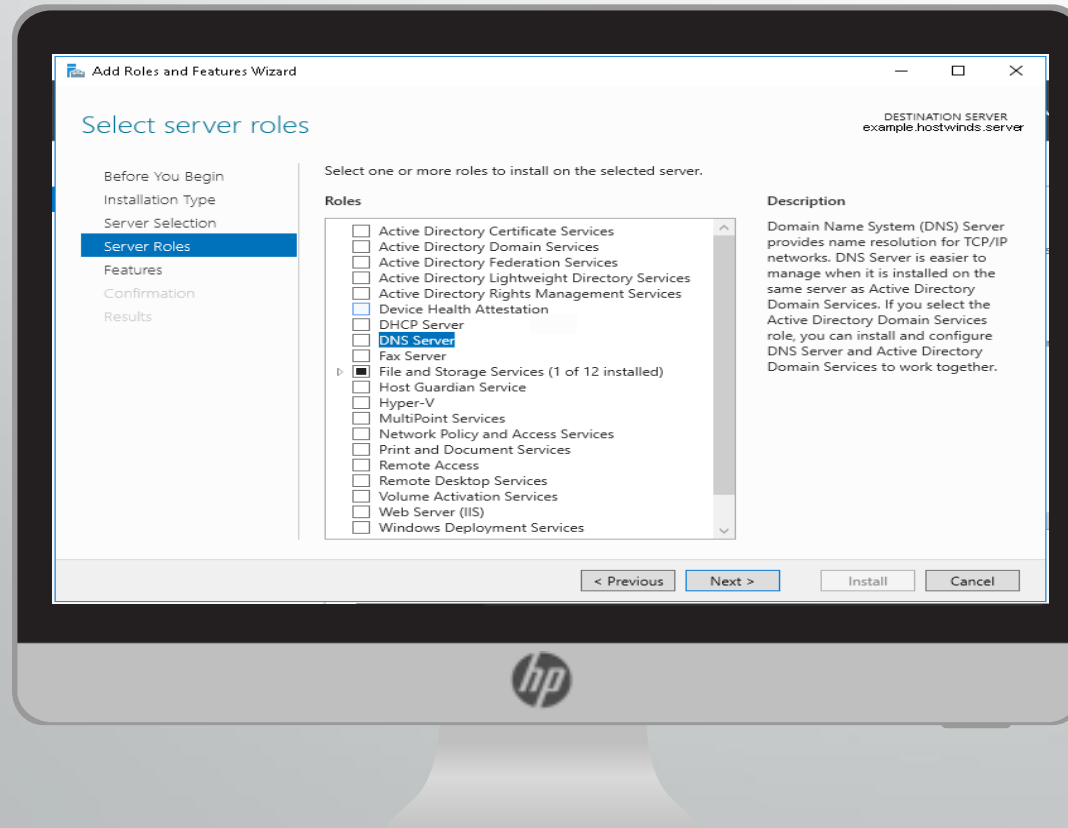 Add Roles and Features Wizard
Select server roles
DESTINATION SERVER
example.hostwinds.server
Before You Begin
Installation Type
Server Selection
Server Roles
Features
Confirmation
Results
Select one or more roles to install on the selected server.
Roles
Active Directory Certificate Services
Active Directory Domain Services
Active Directory Federation Services
Active Directory Lightweight Directory Services
Active Directory Rights Management Services
Device Health Attestation
DHCP Server
DNS Server
Fax Server
File and Storage Services (1 of 12 installed)
Host Guardian Service
Hyper-V
MultiPoint Services
Network Policy and Access Services
Print and Document Services
Remote Access
Remote Desktop Services
Volume Activation Services
Web Server (IIS)
Windows Deployment Services
Description
Domain Name System (DNS) Server
provides name resolution for TCP/IP
networks. DNS Server is easier to
manage when it is installed on the
same server as Active Directory
Domain Services. If you select the
Active Directory Domain Services
role, you can install and configure
DNS Server and Active Directory
Domain Services to work together.
< Previous
Next >
Install
Cancel
hp